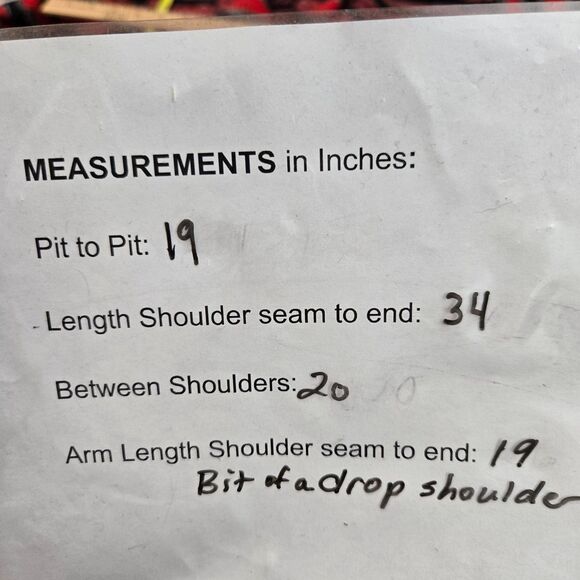 MEASUREMENTS in Inches:
Pit to Pit: 19
Length Shoulder seam to end: 34
Between Shoulders: 20
Arm Length Shoulder seam to end: 19
Bit of a drop shoulder